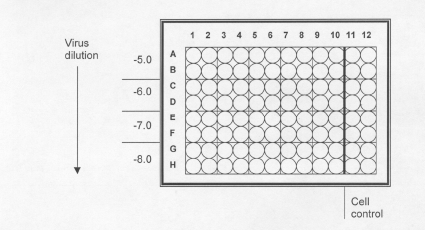 Virus
dilution
1 2 3 4 5 6 7 8 9 10 11 12
A
-5.0
B
C
-6.0
D
E
-7.0
F
G
-8.0
H
Cell
control